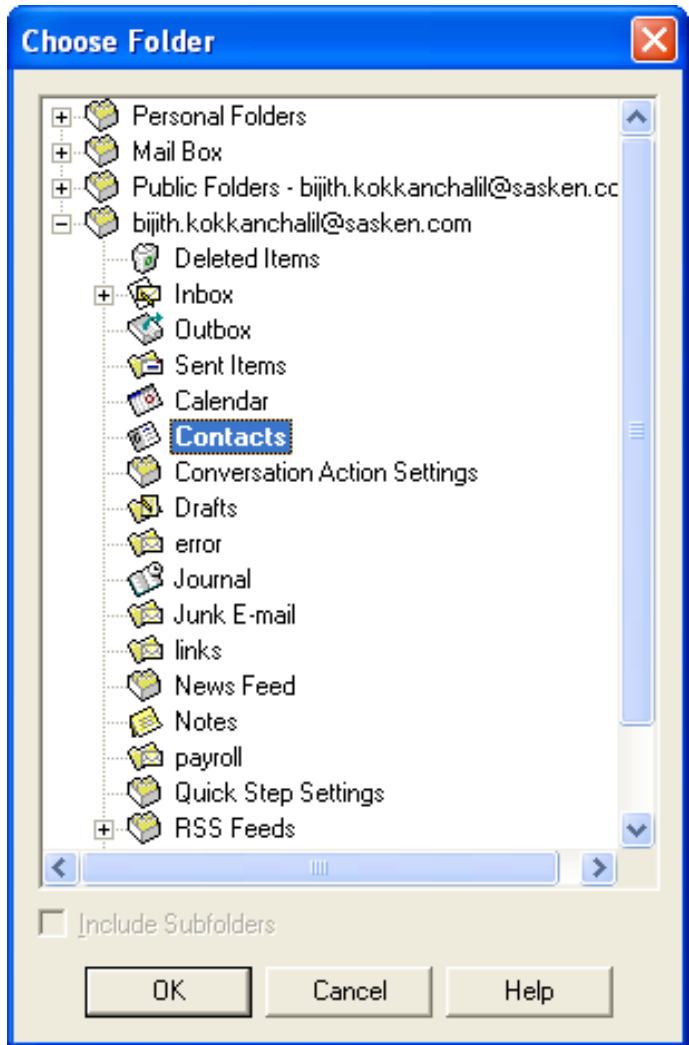 Choose Folder
Personal Folders
Mail Box
Public Folders - bijith.kokkanchalil@sasken.cc
bijith.kokkanchalil@sasken.com
Deleted Items
Inbox
Outbox
Sent Items
Calendar
Contacts
Conversation Action Settings
Drafts
error
Journal
Junk E-mail
links
News Feed
Notes
payroll
Quick Step Settings
RSS Feeds
Include Subfolders
OK Cancel Help